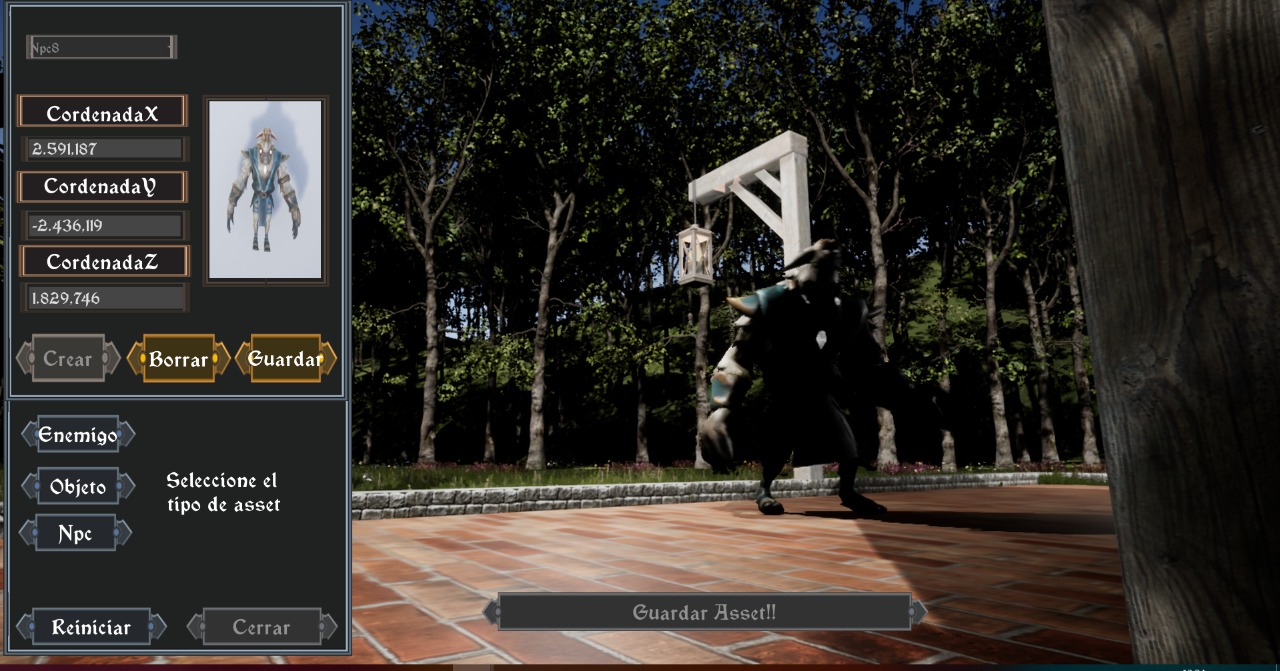 Npc8
CordenadaX
2.591,187
CordenadaY
-2.436,119
CordenadaZ
1.829,746
Crear
Borrar
Guardar
Enemigo
Objeto
Npc
Seleccione el
tipo de asset
Reiniciar
Cerrar
Guardar Asset!!